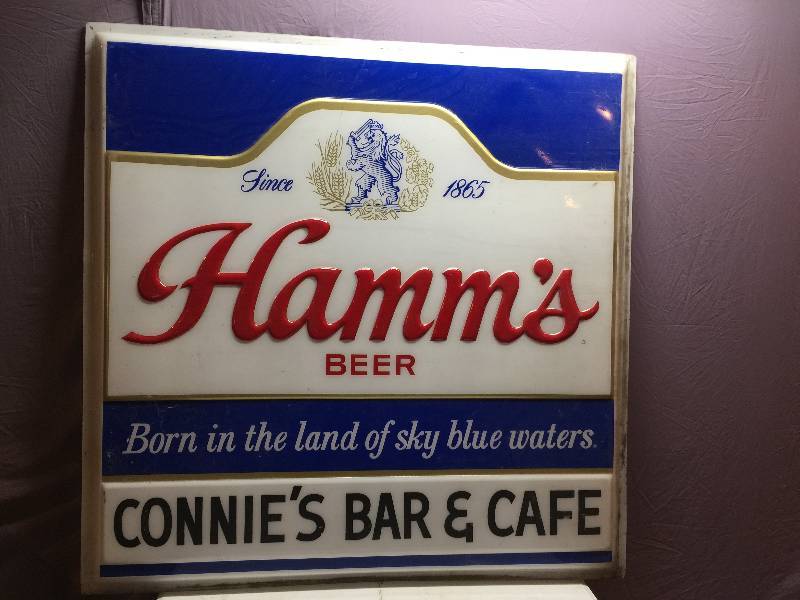 Since 1865
Hamm's
BEER
Born in the land of sky blue waters.
CONNIE'S BAR & CAFE